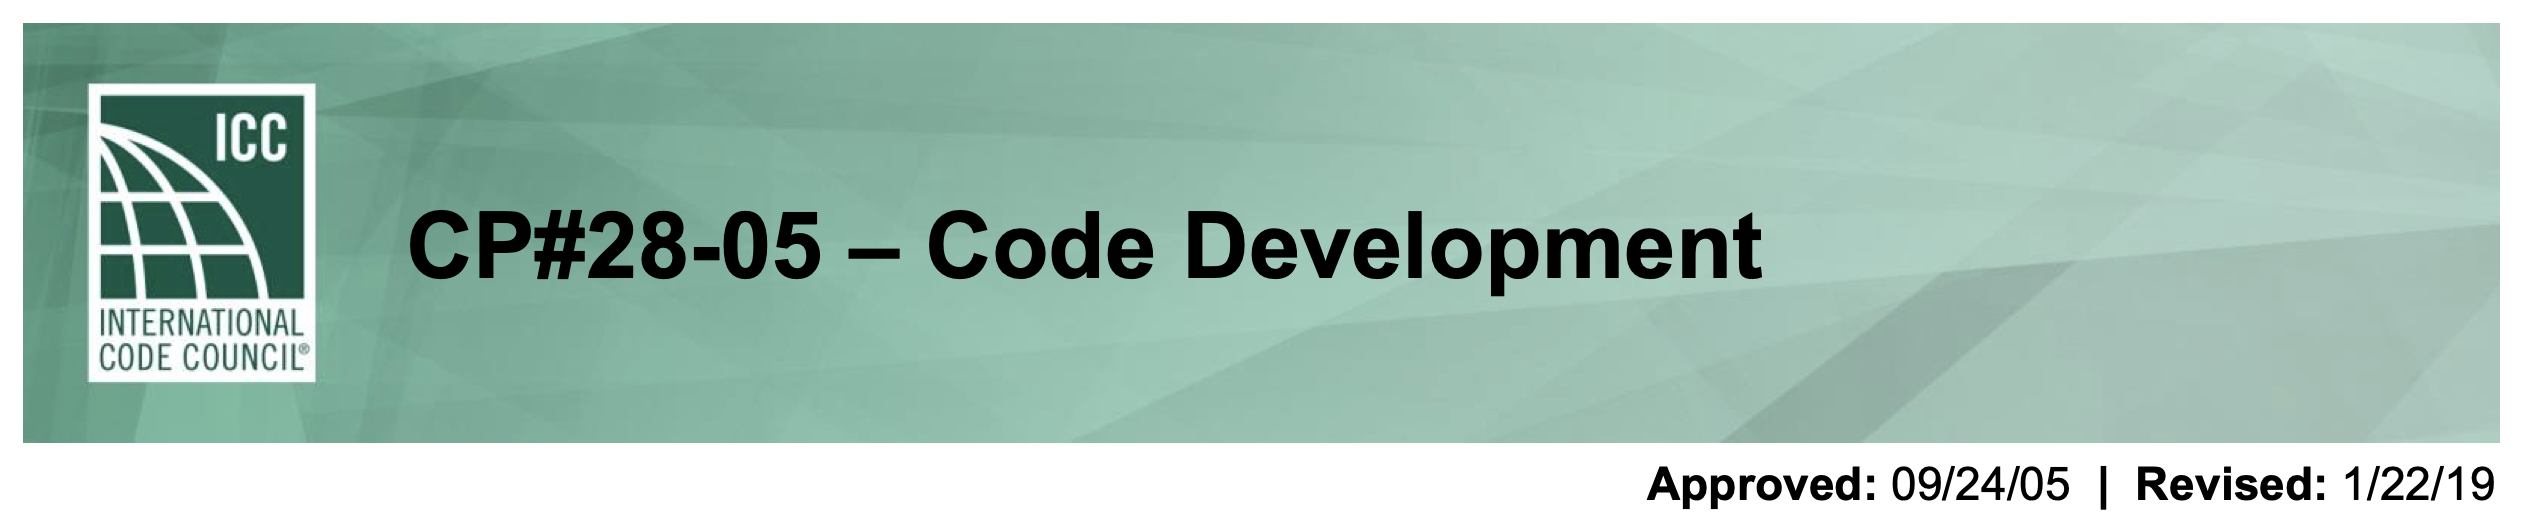 ICC
INTERNATIONAL
CODE COUNCIL®
CP#28-05 – Code Development
Approved: 09/24/05 | Revised: 1/22/19